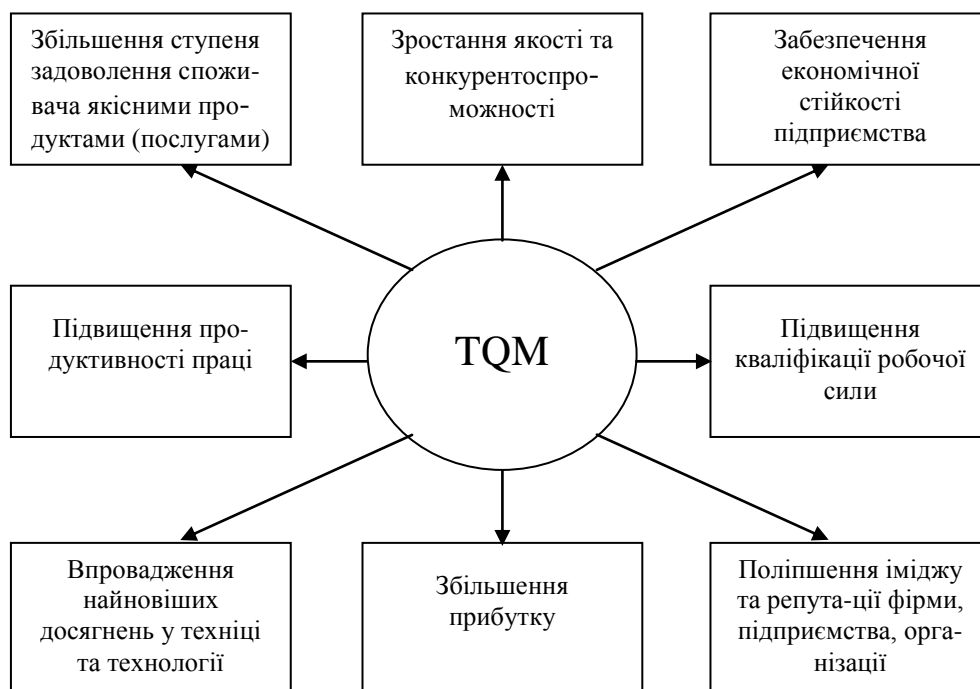 Збільшення ступеня
задоволення спожи-
вача якісними про-
дуктами (послугами)
Зростання якості та
конкурентоспро-
можності
Забезпечення
економічної
стійкості
підприємства
Підвищення про-
дуктивності праці
TQM
Підвищення
кваліфікації робочої
сили
Впровадження
найновіших
досягнень у техніці
та технології
Збільшення
прибутку
Поліпшення іміджу
та репута-ції фірми,
підприємства, орга-
нізації